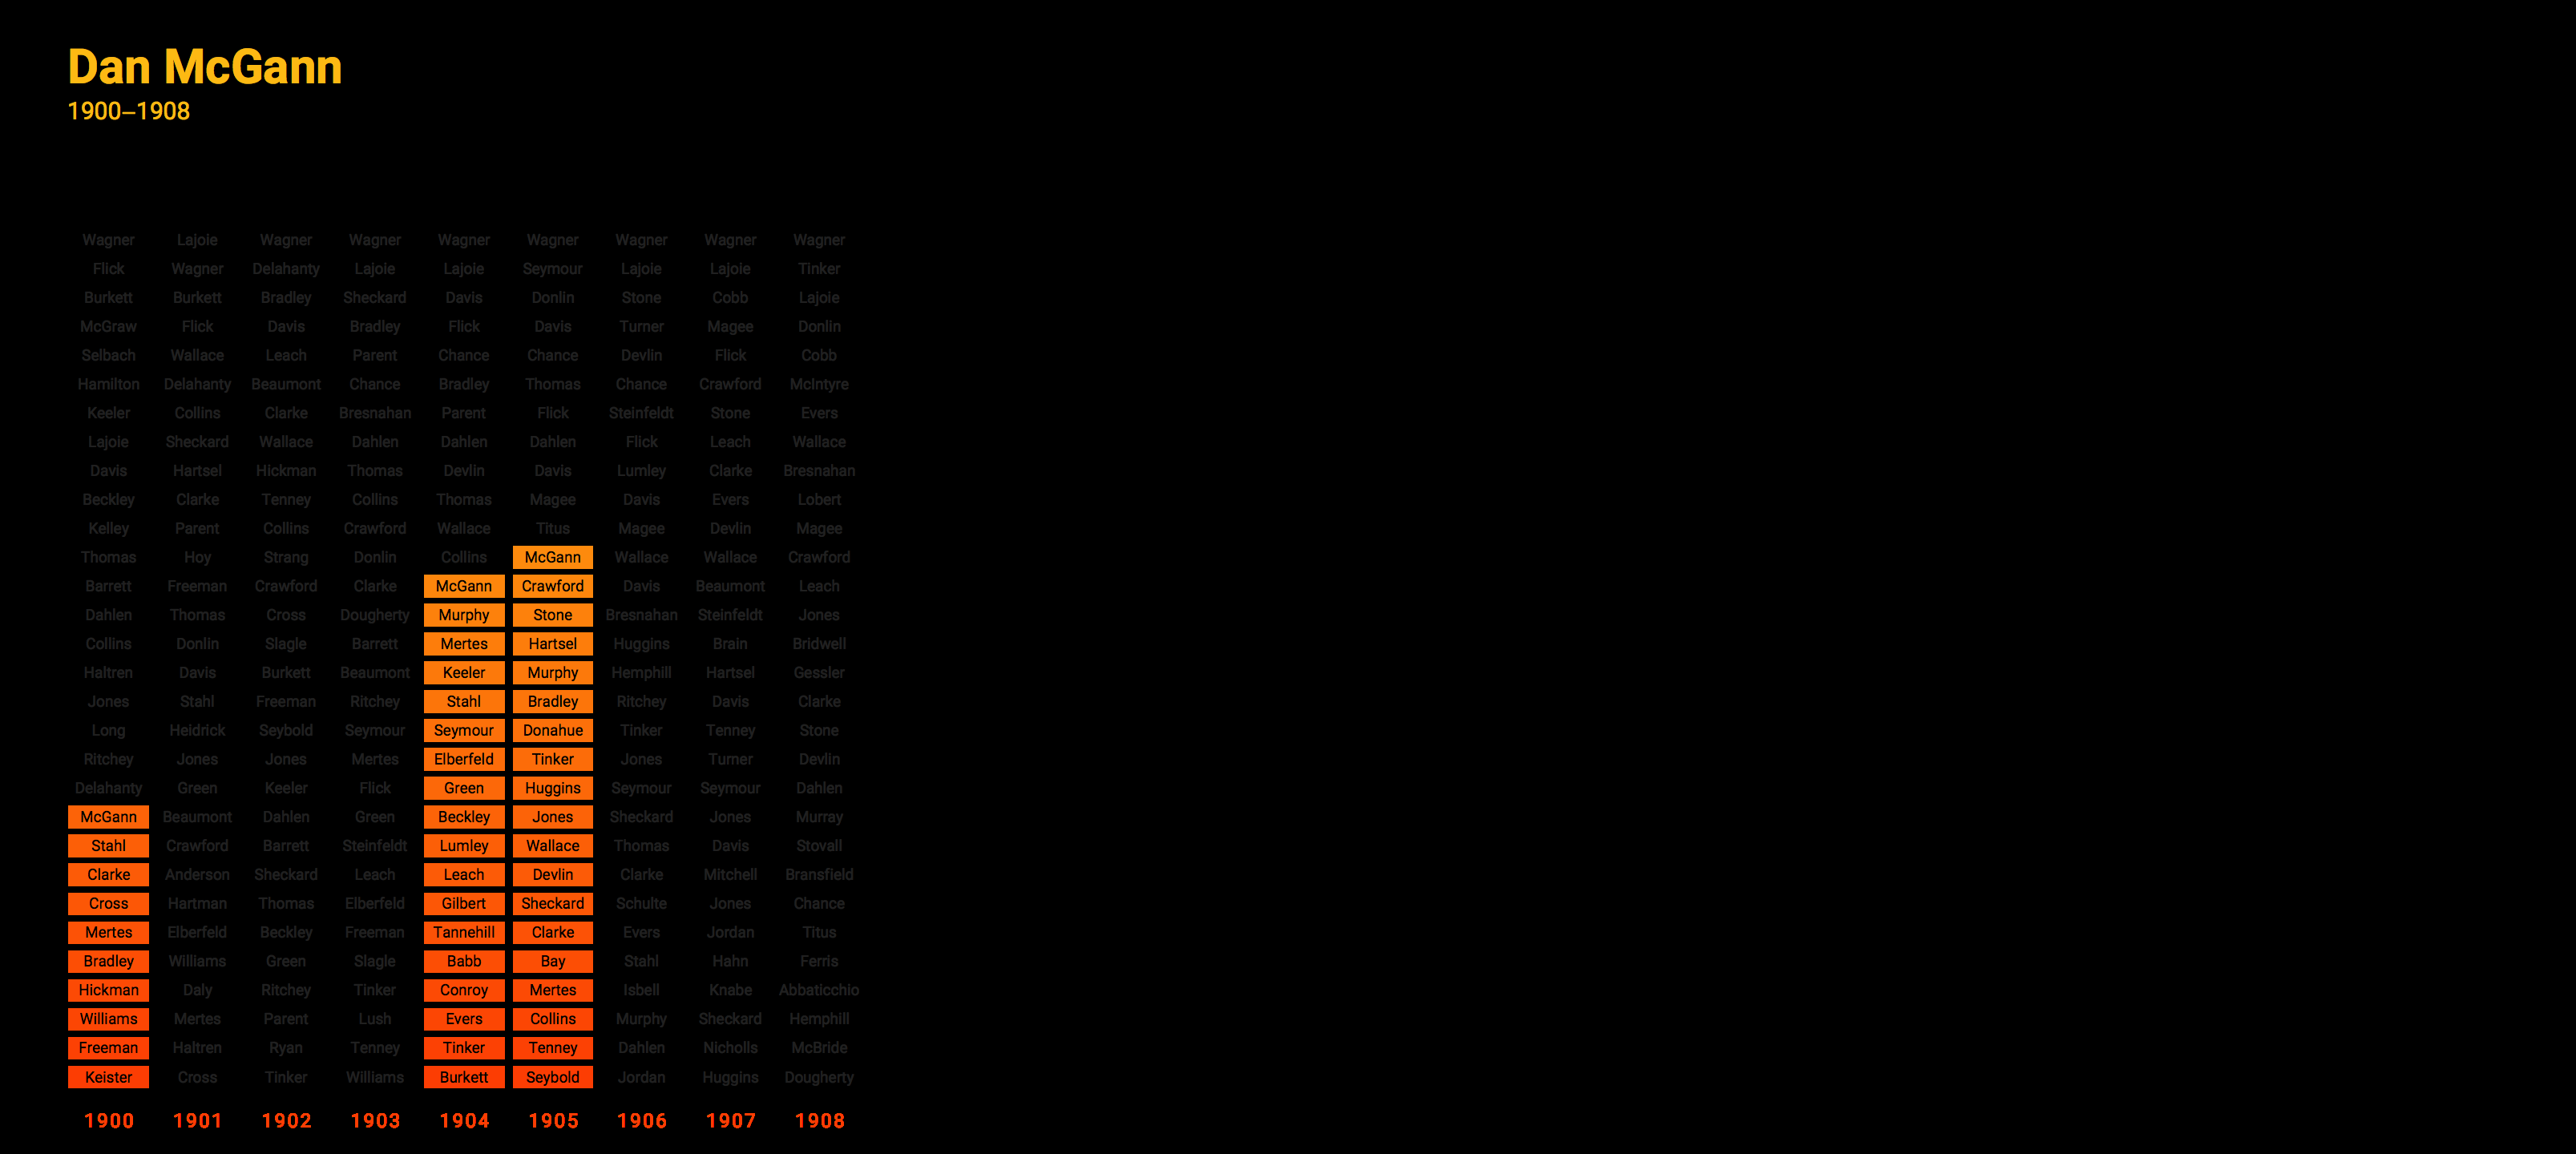 Dan McGann
1900–1908
Wagner Lajoie Wagner Wagner Wagner Wagner Wagner Wagner Wagner
Flick Wagner Delahanty Lajoie Lajoie Seymour Lajoie Lajoie Tinker
Burkett Burkett Bradley Sheckard Davis Donlin Stone Cobb Lajoie
McGraw Flick Davis Bradley Flick Davis Turner Magee Donlin
Selbach Wallace Leach Parent Chance Chance Devlin Flick Cobb
Hamilton Delahanty Beaumont Chance Bradley Thomas Chance Crawford McIntyre
Keeler Collins Clarke Bresnahan Parent Flick Steinfeldt Stone Evers
Lajoie Sheckard Wallace Dahlen Dahlen Dahlen Flick Leach Wallace
Davis Hartsel Hickman Thomas Devlin Davis Lumley Clarke Bresnahan
Beckley Clarke Tenney Collins Thomas Magee Davis Evers Lobert
Kelley Parent Collins Crawford Wallace Titus Magee Devlin Magee
Thomas Hoy Strang Donlin Collins McGann Wallace Wallace Crawford
Barrett Freeman Crawford Clarke McGann Crawford Davis Beaumont Leach
Dahlen Thomas Cross Dougherty Murphy Stone Bresnahan Steinfeldt Jones
Collins Donlin Slagle Barrett Mertes Hartsel Huggins Brain Bridwell
Haltren Davis Burkett Beaumont Keeler Murphy Hemphill Hartsel Gessler
Jones Stahl Freeman Ritchey Stahl Bradley Ritchey Davis Clarke
Long Heidrick Seybold Seymour Seymour Donahue Tinker Tenney Stone
Ritchey Jones Jones Mertes Elberfeld Tinker Jones Turner Devlin
Delahanty Green Keeler Flick Green Huggins Seymour Seymour Dahlen
McGann Beaumont Dahlen Green Beckley Jones Sheckard Jones Murray
Stahl Crawford Barrett Steinfeldt Lumley Wallace Thomas Davis Stovall
Clarke Anderson Sheckard Leach Leach Devlin Clarke Mitchell Bransfield
Cross Hartman Thomas Elberfeld Gilbert Sheckard Schulte Jones Chance
Mertes Elberfeld Beckley Freeman Tannehill Clarke Evers Jordan Titus
Bradley Williams Green Slagle Babb Bay Stahl Hahn Ferris
Hickman Daly Ritchey Tinker Conroy Mertes Isbell Knabe Abbaticchio
Williams Mertes Parent Lush Evers Collins Murphy Sheckard Hemphill
Freeman Haltren Ryan Tenney Tinker Tenney Dahlen Nicholls McBride
Keister Cross Tinker Williams Burkett Seybold Jordan Huggins Dougherty
1900 1901 1902 1903 1904 1905 1906 1907 1908